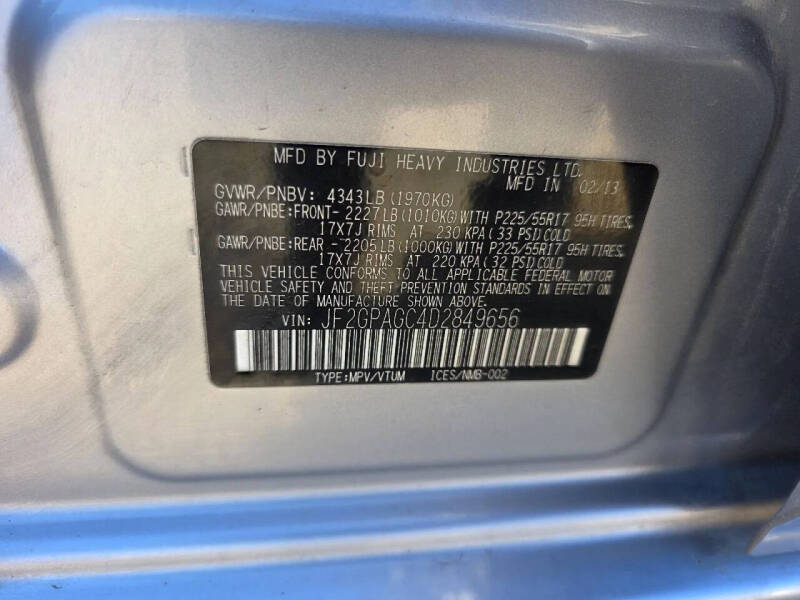 MFD BY FUJI HEAVY INDUSTRIES LTD.
MFD IN 02/13
GVWR/PNBV: 4343LB (1970KG)
GAWR/PNBE:FRONT- 2227LB (1010KG) WITH P225/55R17 95H TIRES,
17X7J RIMS AT 230 KPA (33 PSI) COLD
GAWR/PNBE:REAR -2205LB (1000KG) WITH P225/55R17 95H TIRES,
17X7J RIMS AT 220 KPA (32 PSI) COLD
THIS VEHICLE CONFORMS TO ALL APPLICABLE FEDERAL MOTOR
VEHICLE SAFETY AND THEFT PREVENTION STANDARDS IN EFFECT ON
THE DATE OF MANUFACTURE SHOWN ABOVE.
VIN: JF2GPAGC4D2849656
TYPE:MPV/VTUM ICES/NMB-002